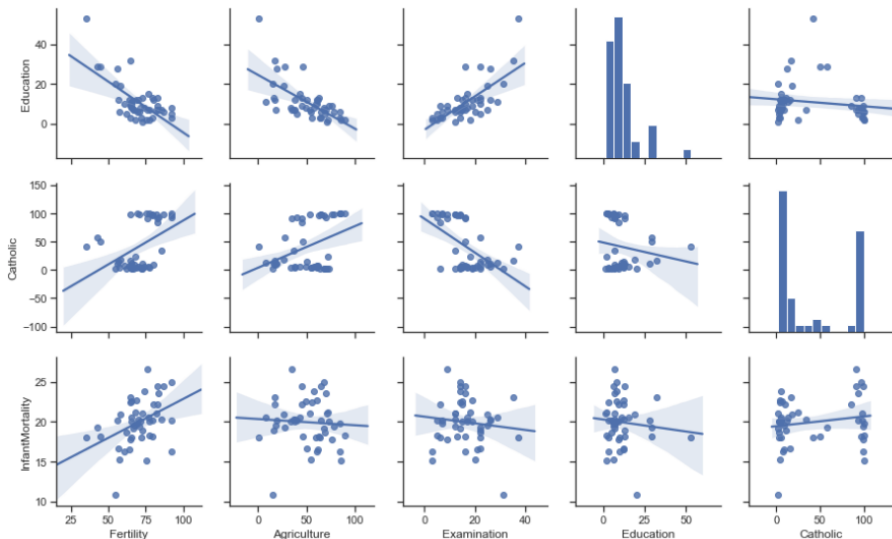 Education
40
20
0
Catholic
150
100
50
0
−50
−100
InfantMortality
25
20
15
10
25 50 75 100
Fertility
0 50 100
Agriculture
0 20 40
Examination
0 25 50
Education
0 50 100
Catholic